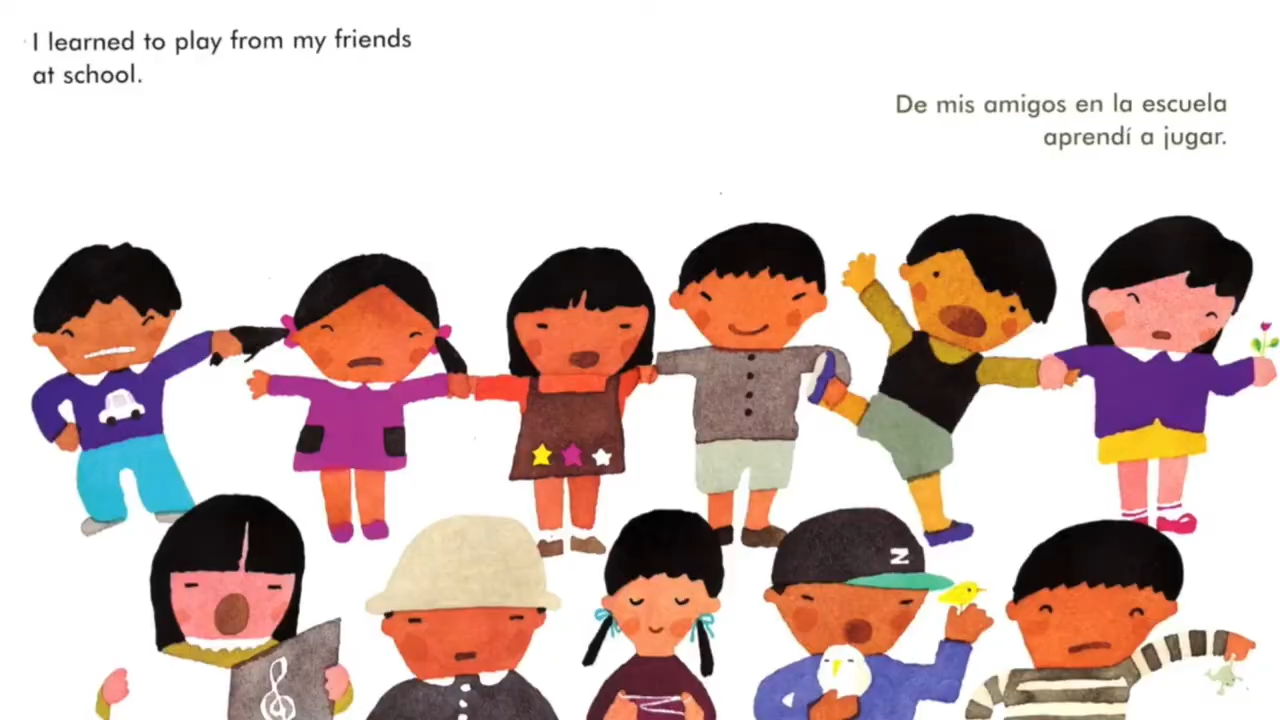 I learned to play from my friends
at school.
De mis amigos en la escuela
aprendí a jugar.
N